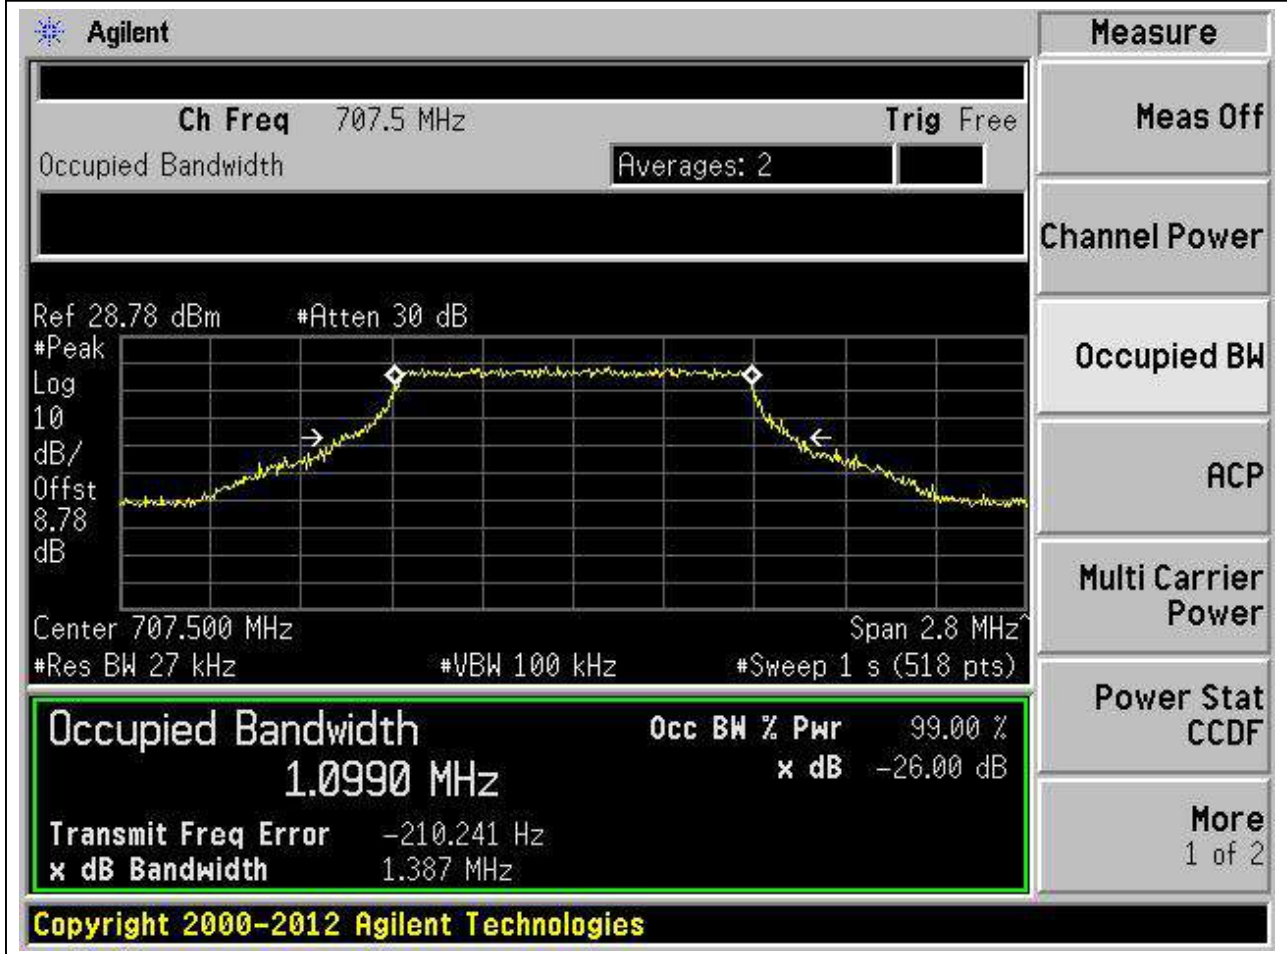 Agilent
Measure
Ch Freq 707.5 MHz Trig Free
Occupied Bandwidth Averages: 2
Meas Off
Channel Power
Occupied BW
ACP
Multi Carrier
Power
Power Stat
CCDF
More
1 of 2
Ref 28.78 dBm #Atten 30 dB
#Peak
Log
10
dB/
Offst
8.78
dB
Center 707.500 MHz Span 2.8 MHz^
#Res BW 27 kHz #VBW 100 kHz #Sweep 1 s (518 pts)
Occupied Bandwidth Occ BW % Pwr 99.00 %
1.0990 MHz x dB -26.00 dB
Transmit Freq Error -210.241 Hz
x dB Bandwidth 1.387 MHz
Copyright 2000-2012 Agilent Technologies